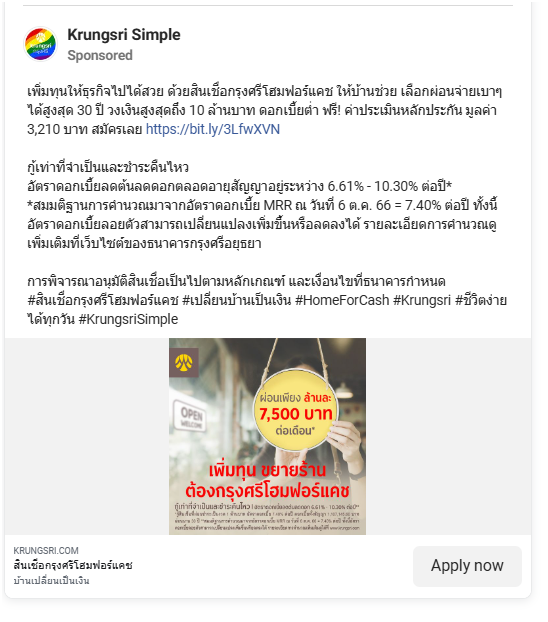 Krungsri Simple
Sponsored
เพิ่มทุนให้ธุรกิจไปได้สวย ด้วยสินเชื่อกรุงศรีโฮมฟอร์แคช ให้บ้านช่วย เลือกผ่อนจ่ายเบาๆ
ได้สูงสุด 30 ปี วงเงินสูงสุดถึง 10 ล้านบาท ดอกเบี้ยต่ำ ฟรี! ค่าประเมินหลักประกัน มูลค่า
3,210 บาท สมัครเลย https://bit.ly/3LfwXVN
กู้เท่าที่จำเป็นและชำระคืนไหว
อัตราดอกเบี้ยลดต้นลดดอกตลอดอายุสัญญาอยู่ระหว่าง 6.61% - 10.30% ต่อปี*
*สมมติฐานการคำนวณมาจากอัตราดอกเบี้ย MRR ณ วันที่ 6 ต.ค. 66 = 7.40% ต่อปี ทั้งนี้
อัตราดอกเบี้ยลอยตัวสามารถเปลี่ยนแปลงเพิ่มขึ้นหรือลดลงได้ รายละเอียดการคำนวณดู
เพิ่มเติมที่เว็บไซต์ของธนาคารกรุงศรีอยุธยา
การพิจารณาอนุมัติสินเชื่อเป็นไปตามหลักเกณฑ์ และเงื่อนไขที่ธนาคารกำหนด
#สินเชื่อกรุงศรีโฮมฟอร์แคช #เปลี่ยนบ้านเป็นเงิน #HomeForCash #Krungsri #ชีวิตง่าย
ได้ทุกวัน #KrungsriSimple
OPEN
WELCOME
ผ่อนเพียง ล้านละ
7,500 บาท
ต่อเดือน*
เพิ่มทุน ขยายร้าน
ต้องกรุงศรีโฮมฟอร์แคช
กู้เท่าที่จำเป็นและชำระคืนไหว
KRUNGSRI.COM
สินเชื่อกรุงศรีโฮมฟอร์แคช
บ้านเปลี่ยนเป็นเงิน
Apply now